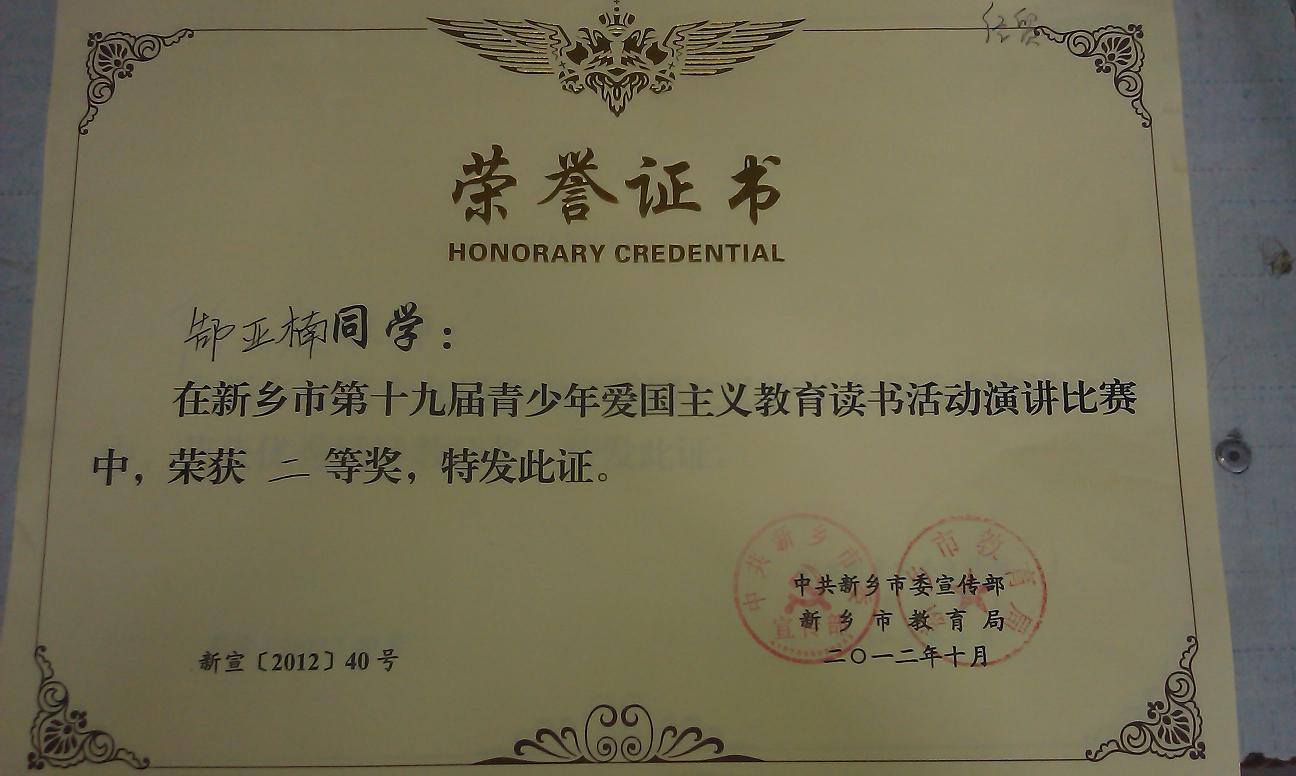 经贸
荣誉证书
HONORARY CREDENTIAL
郜亚楠同学：
在新乡市第十九届青少年爱国主义教育读书活动演讲比赛
中，荣获 二 等奖，特发此证。
中共新乡市委宣传部
新乡市教育局
二〇一二年十月
新宣〔2012〕40 号